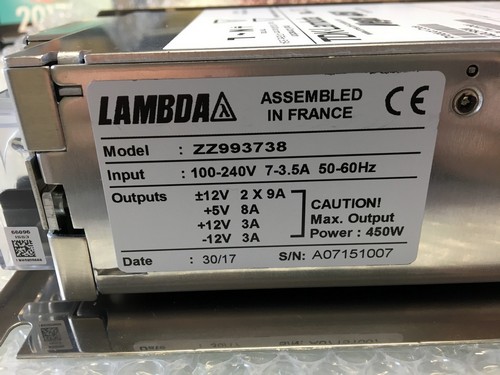 LAMBDA
ASSEMBLED
IN FRANCE
CE
Model : ZZ993738
Input : 100-240V 7-3.5A 50-60Hz
Outputs ±12V 2 X 9A
+5V 8A
+12V 3A
-12V 3A
CAUTION!
Max. Output
Power : 450W
Date : 30/17
S/N: A07151007